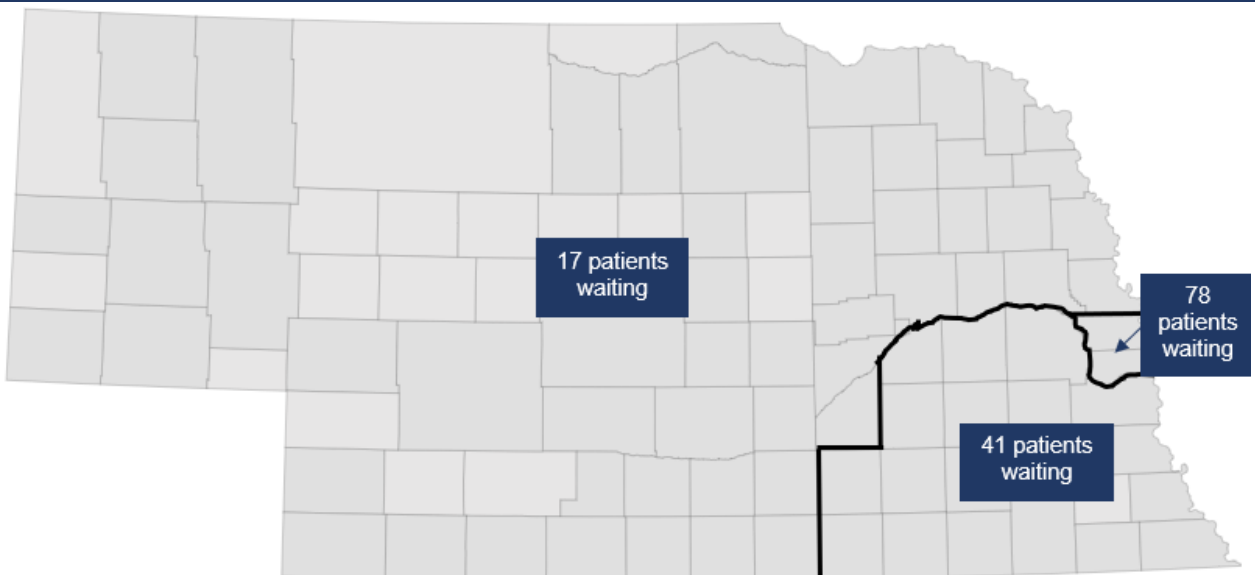 17 patients
waiting
78
patients
waiting
41 patients
waiting